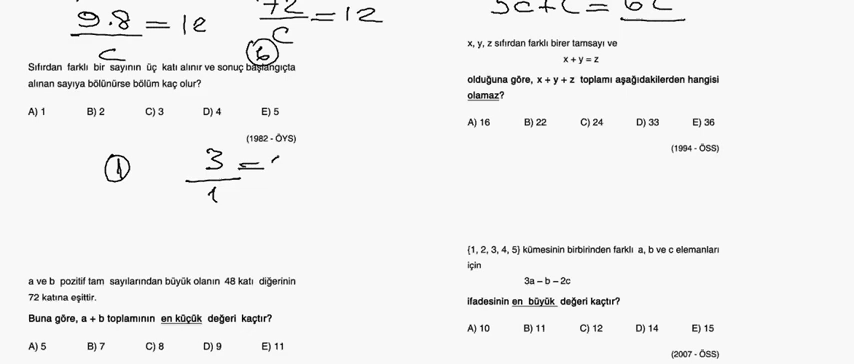 9.8/C = 12
72/C = 12
6
3C+C = 6C
Sıfırdan farklı bir sayının üç katı alınır ve sonuç başlangıçta
alınan sayıya bölünürse bölüm kaç olur?
A) 1 B) 2 C) 3 D) 4 E) 5
(1982 - ÖYS)
1
3/1 =
a ve b pozitif tam sayılarından büyük olanın 48 katı diğerinin
72 katına eşittir.
Buna göre, a + b toplamının en küçük değeri kaçtır?
A) 5 B) 7 C) 8 D) 9 E) 11
x, y, z sıfırdan farklı birer tamsayı ve
x + y = z
olduğuna göre, x + y + z toplamı aşağıdakilerden hangisi
olamaz?
A) 16 B) 22 C) 24 D) 33 E) 36
(1994 - ÖSS)
{1, 2, 3, 4, 5} kümesinin birbirinden farklı a, b ve c elemanları
için
3a – b – 2c
ifadesinin en büyük değeri kaçtır?
A) 10 B) 11 C) 12 D) 14 E) 15
(2007 - ÖSS)